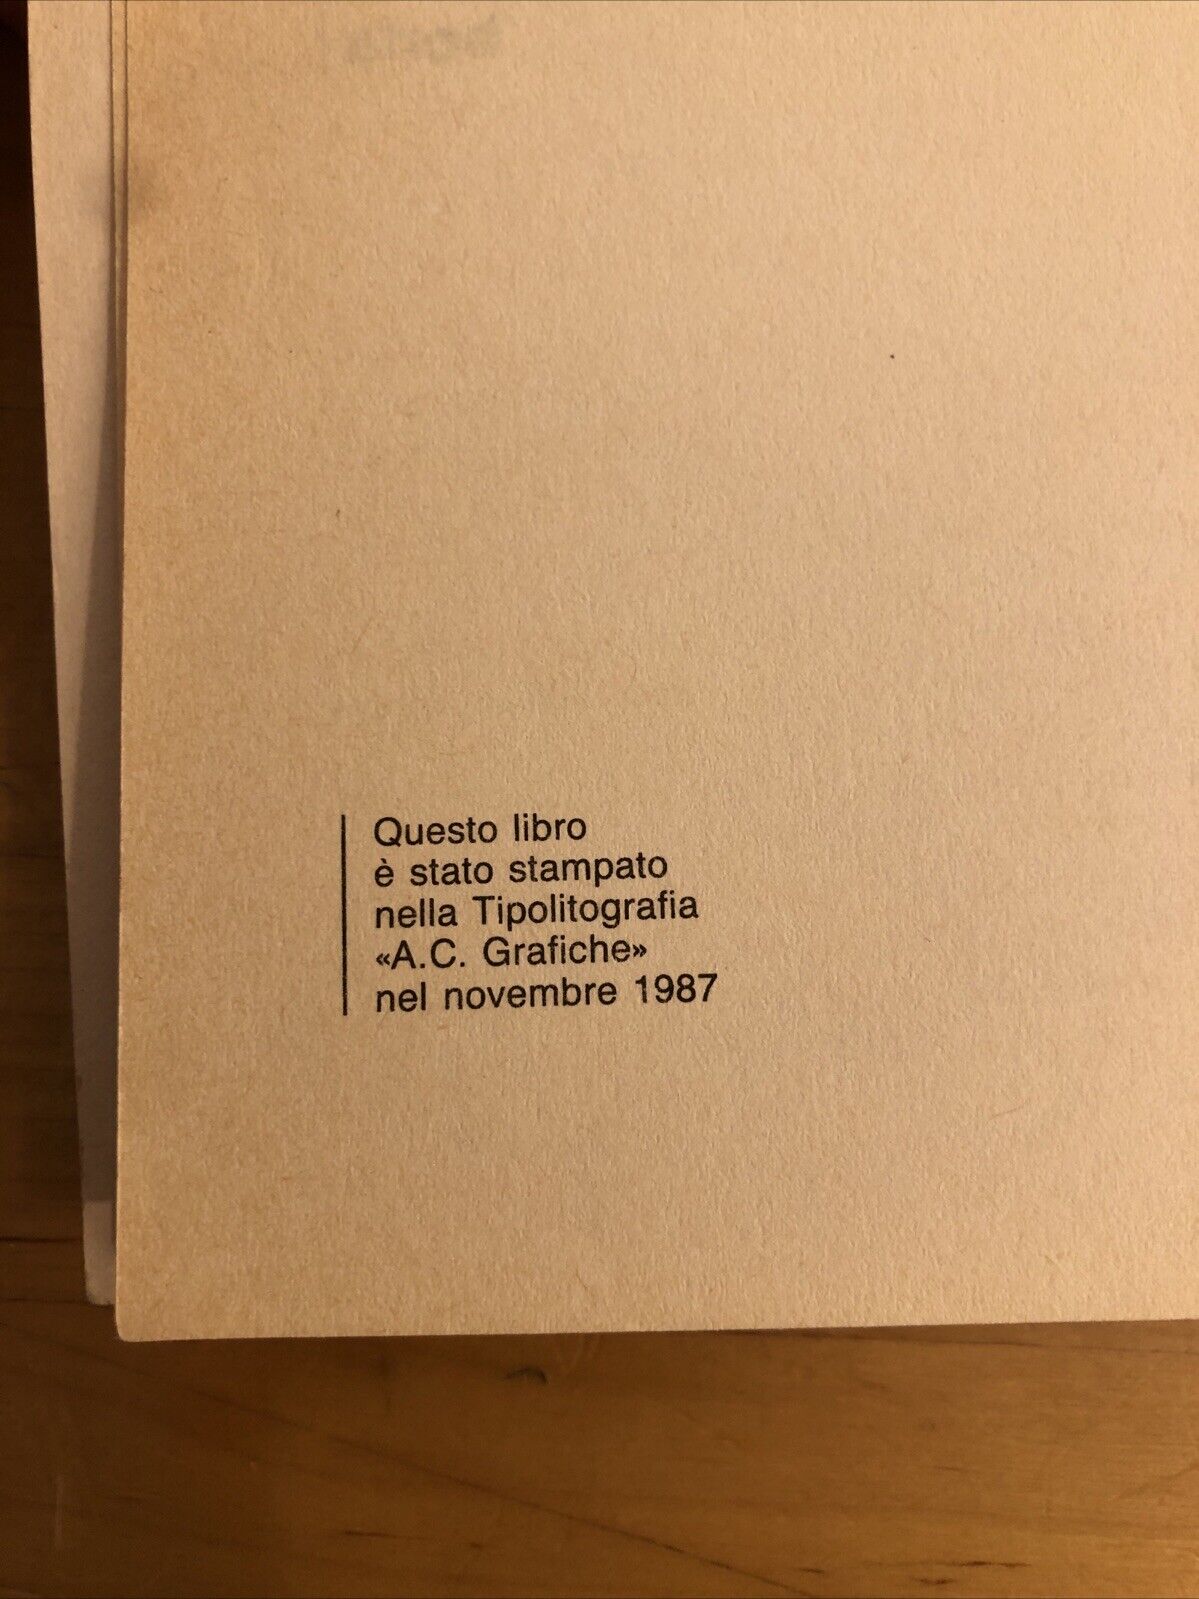 Questo libro
è stato stampato
nella Tipolitografia
«A.C. Grafiche»
nel novembre 1987